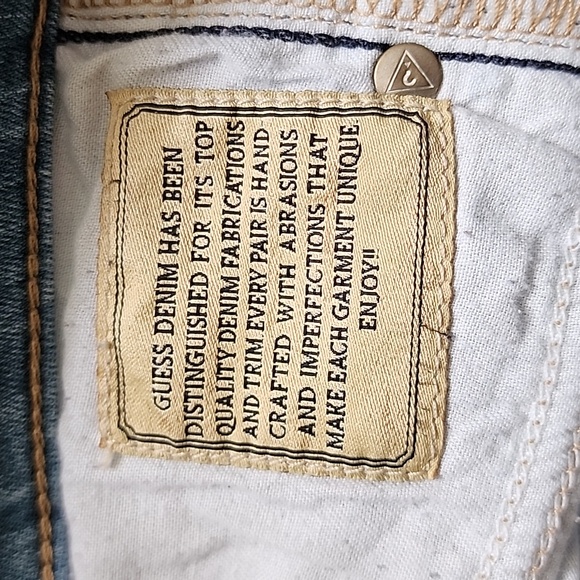 GUESS DENIM HAS BEEN
DISTINGUISHED FOR ITS TOP
QUALITY DENIM FABRICATIONS
AND TRIM EVERY PAIR IS HAND
CRAFTED WITH ABRASIONS
AND IMPERFECTIONS THAT
MAKE EACH GARMENT UNIQUE
ENJOY!!
?